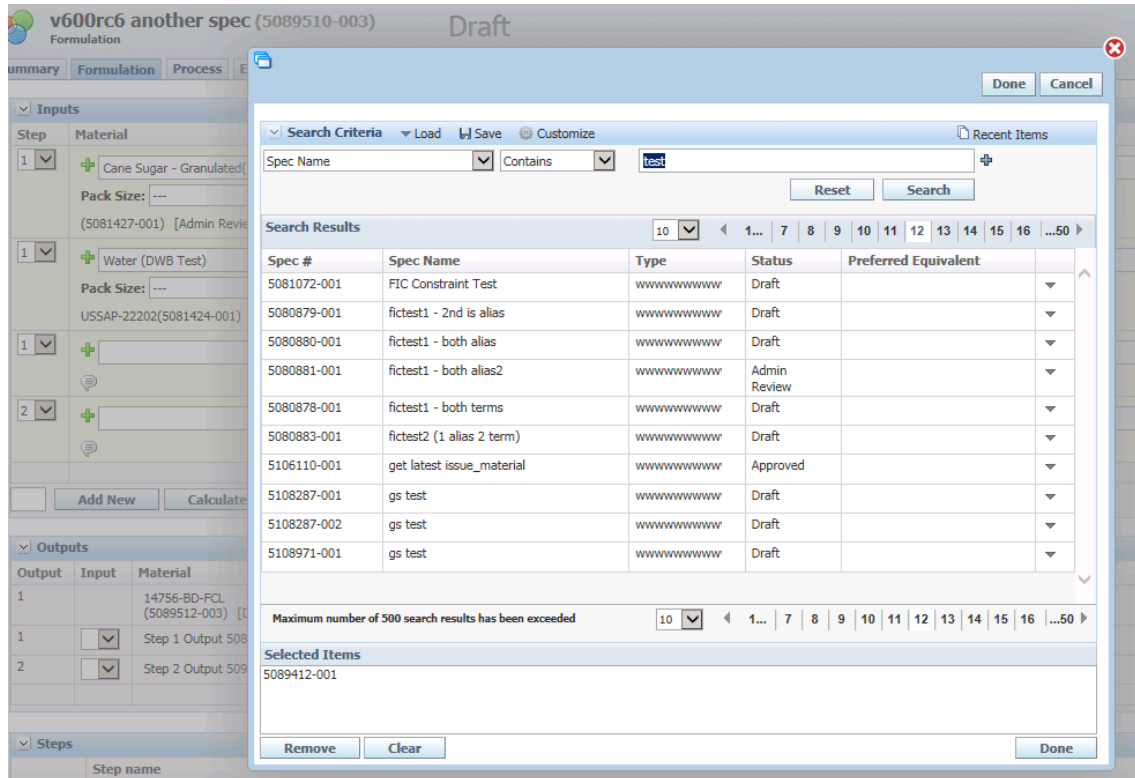 v600rc6 another spec (5089510-003) Draft
Formulation
ummary Formulation Process E
Inputs
Step Material
1 Cane Sugar - Granulated(
Pack Size: ---
(5081427-001) [Admin Revie
1 Water (DWB Test)
Pack Size: ---
USSAP-22202(5081424-001)
1
2
Add New Calculate
Outputs
Output Input Material
1 14756-BD-FCL
(5089512-003) [D
1 Step 1 Output 508
2 Step 2 Output 509
Steps
Step name
Done Cancel
Search Criteria Load Save Customize Recent Items
Spec Name Contains test
Reset Search
Search Results 10 1... 7 8 9 10 11 12 13 14 15 16 ...50
Spec # Spec Name Type Status Preferred Equivalent
5081072-001 FIC Constraint Test wwwwwwwwww Draft
5080879-001 fictest1 - 2nd is alias wwwwwwwwww Draft
5080880-001 fictest1 - both alias wwwwwwwwww Draft
5080881-001 fictest1 - both alias2 wwwwwwwwww Admin
Review
5080878-001 fictest1 - both terms wwwwwwwwww Draft
5080883-001 fictest2 (1 alias 2 term) wwwwwwwwww Draft
5106110-001 get latest issue_material wwwwwwwwww Approved
5108287-001 gs test wwwwwwwwww Draft
5108287-002 gs test wwwwwwwwww Draft
5108971-001 gs test wwwwwwwwww Draft
Maximum number of 500 search results has been exceeded 10 1... 7 8 9 10 11 12 13 14 15 16 ...50
Selected Items
5089412-001
Remove Clear Done